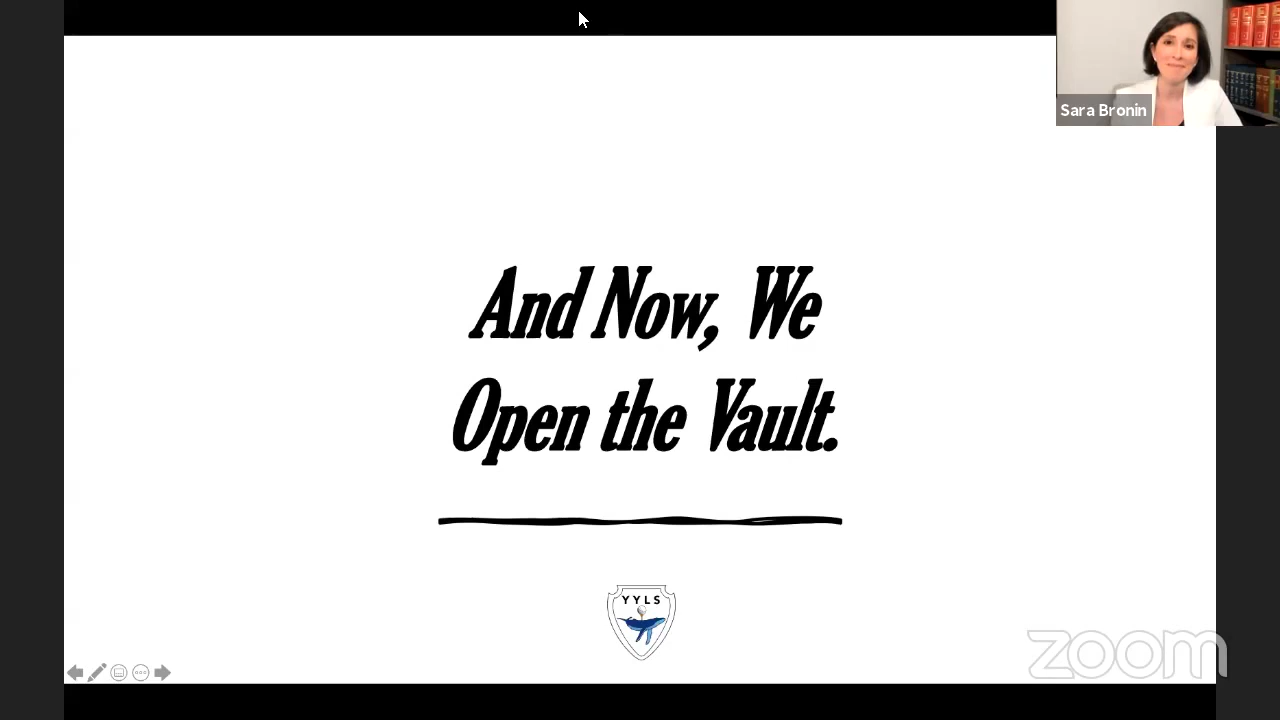 Sara Bronin
And Now, We
Open the Vault.
YYLS
zoom